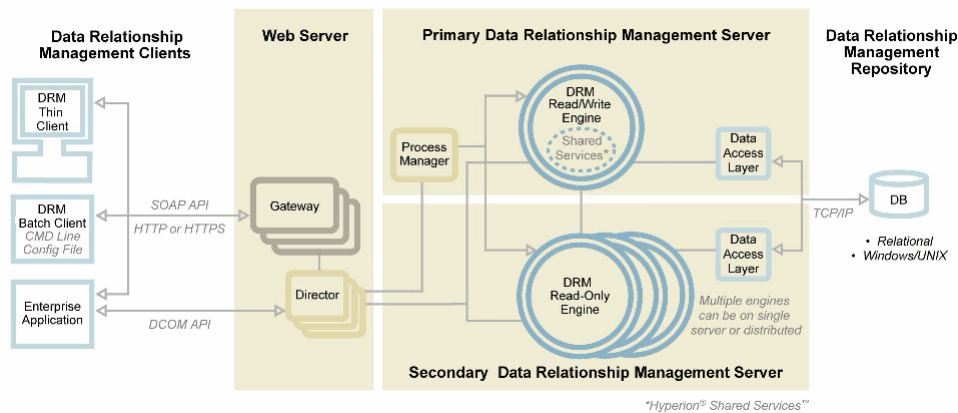 Data Relationship
Management Clients
Web Server
Primary Data Relationship Management Server
Data Relationship
Management
Repository
DRM
Thin
Client
DRM
Read/Write
Engine
Shared
Services*
Process
Manager
Data
Access
Layer
DRM
Batch Client
CMD Line
Config File
SOAP API
HTTP or HTTPS
Gateway
TCP/IP
DB
• Relational
• Windows/UNIX
Enterprise
Application
DCOM API
Director
DRM
Read-Only
Engine
Data
Access
Layer
Multiple engines
can be on single
server or distributed
Secondary Data Relationship Management Server
*Hyperion® Shared Services™